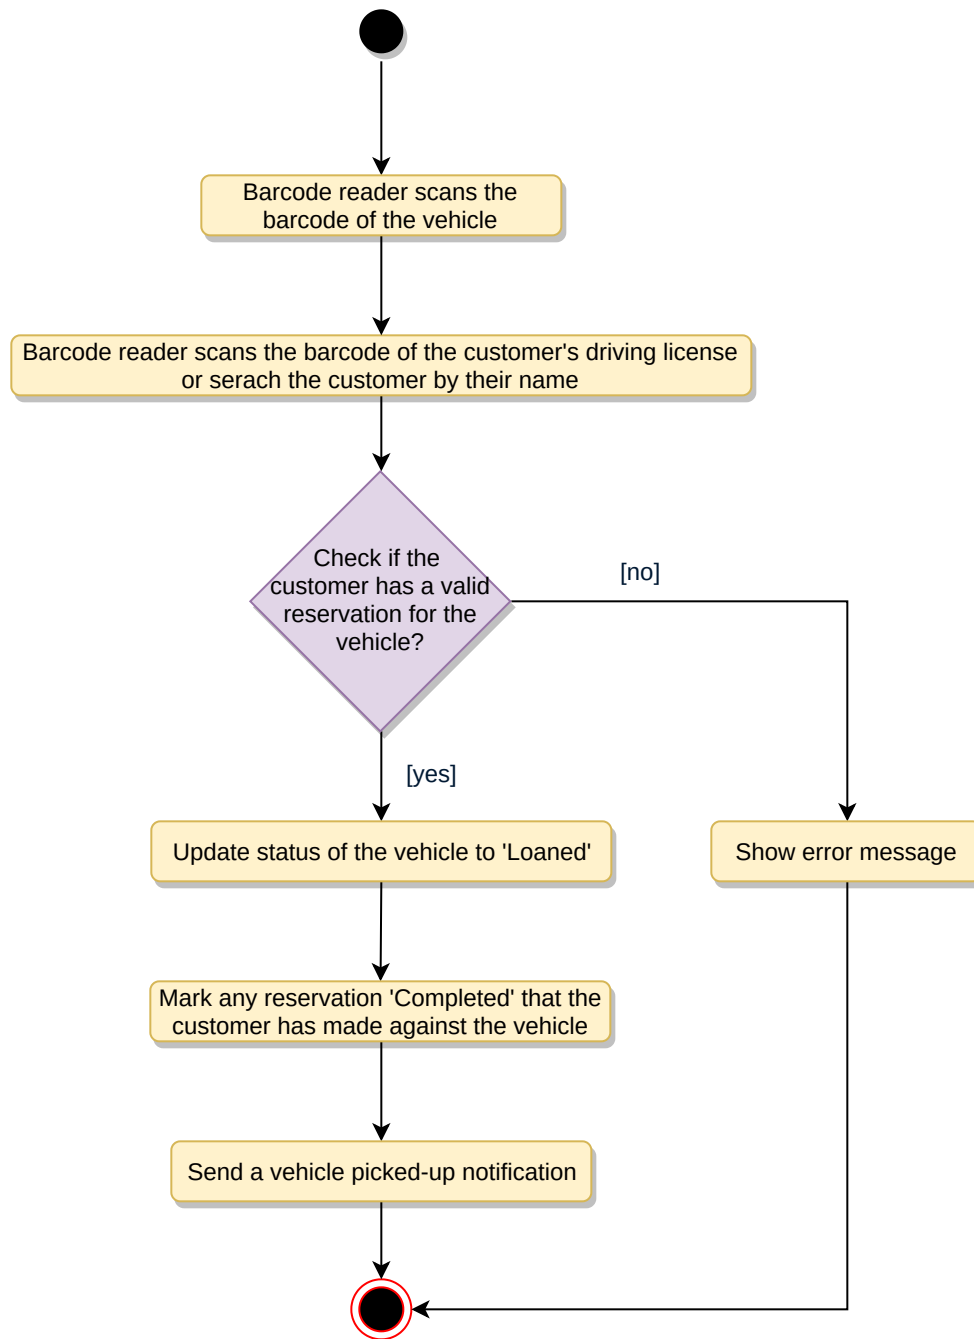 Barcode reader scans the
barcode of the vehicle
Barcode reader scans the barcode of the customer's driving license
or serach the customer by their name
Check if the
customer has a valid
reservation for the
vehicle?
[no]
[yes]
Update status of the vehicle to 'Loaned'
Show error message
Mark any reservation 'Completed' that the
customer has made against the vehicle
Send a vehicle picked-up notification